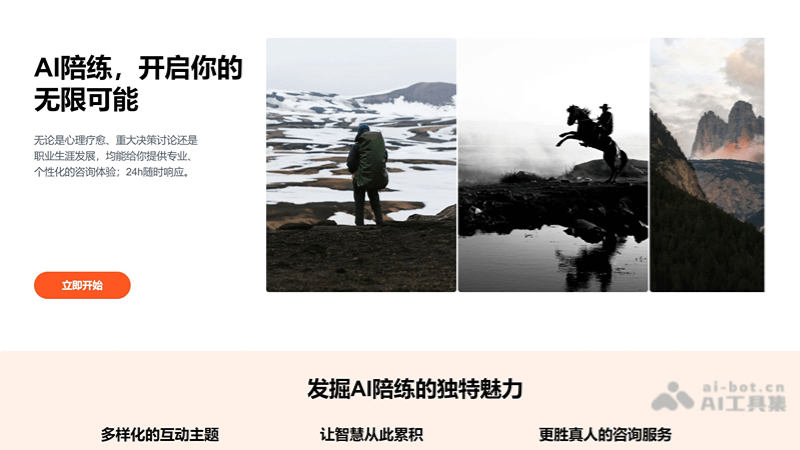 AI陪练，开启你的
无限可能
无论是心理疗愈、重大决策讨论还是
职业生涯发展，均能给你提供专业、
个性化的咨询体验；24h随时响应。
立即开始
发掘AI陪练的独特魅力
ai-bot.cn
AI工具集
多样化的互动主题
让智慧从此累积
更胜真人的咨询服务